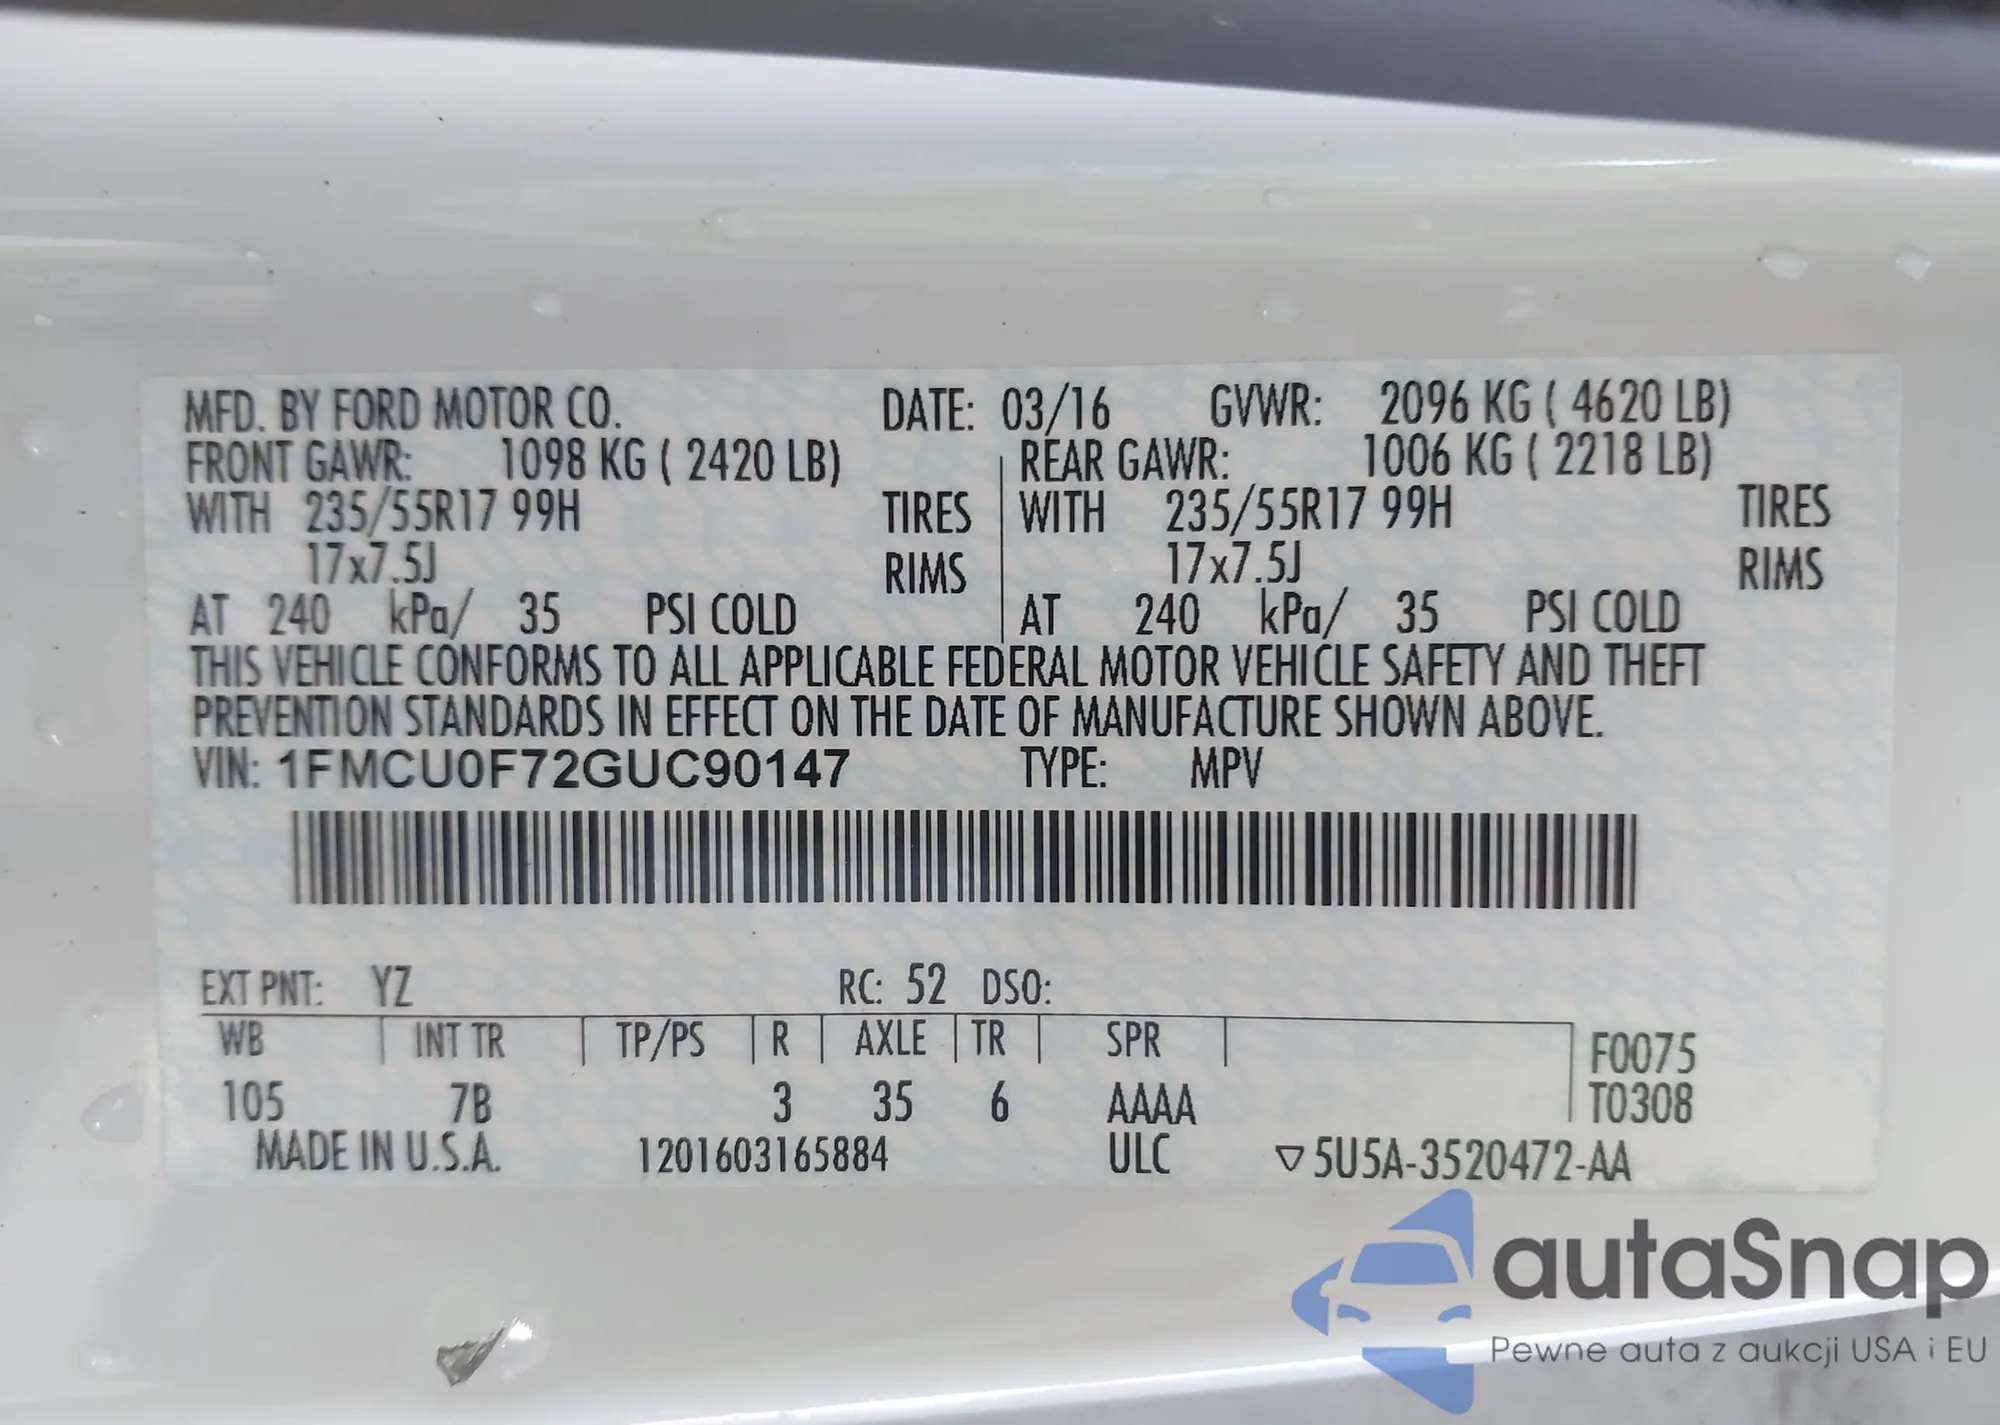 MFD. BY FORD MOTOR CO. DATE: 03/16 GVWR: 2096 KG ( 4620 LB)
FRONT GAWR: 1098 KG ( 2420 LB) REAR GAWR: 1006 KG ( 2218 LB)
WITH 235/55R17 99H TIRES WITH 235/55R17 99H TIRES
17x7.5J RIMS 17x7.5J RIMS
AT 240 kPa/ 35 PSI COLD AT 240 kPa/ 35 PSI COLD
THIS VEHICLE CONFORMS TO ALL APPLICABLE FEDERAL MOTOR VEHICLE SAFETY AND THEFT
PREVENTION STANDARDS IN EFFECT ON THE DATE OF MANUFACTURE SHOWN ABOVE.
VIN: 1FMCU0F72GUC90147 TYPE: MPV
EXT PNT: YZ RC: 52 DSO:
WB INT TR TP/PS R AXLE TR SPR F0075
105 7B 3 35 6 AAAA T0308
MADE IN U.S.A. 1201603165884 ULC ▽5U5A-3520472-AA
autaSnap
Pewne auta z aukcji USA i EU